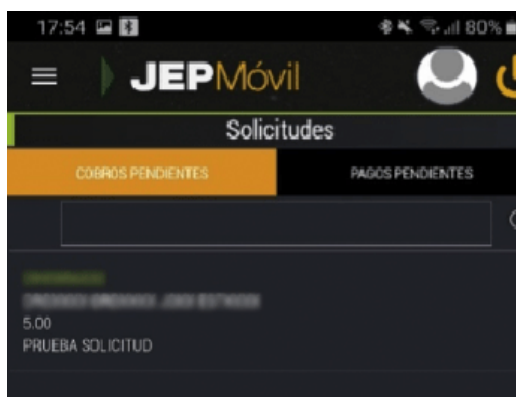 17:54 80%
JEPMóvil
Solicitudes
COBROS PENDIENTES PAGOS PENDIENTES
5.00
PRUEBA SOLICITUD